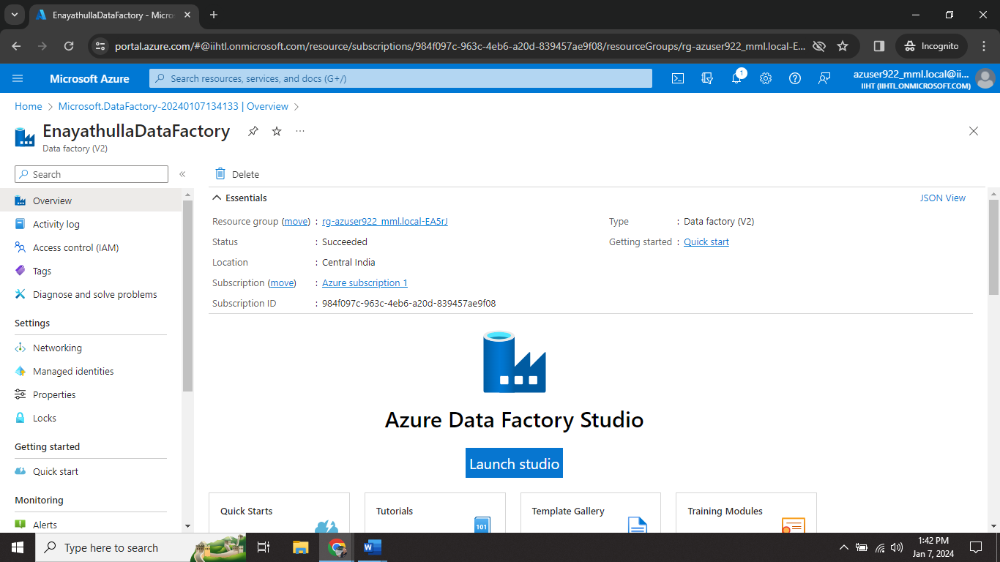 EnayathullaDataFactory - Micro
portal.azure.com/#@iihtl.onmicrosoft.com/resource/subscriptions/984f097c-963c-4eb6-a20d-839457ae9f08/resourceGroups/rg-azuser922_mml.local-E...
Incognito
Microsoft Azure
Search resources, services, and docs (G+/)
1
azuser922_mml.local@ii...
IIHT (IIHTL.ONMICROSOFT.COM)
Home > Microsoft.DataFactory-20240107134133 | Overview >
EnayathullaDataFactory
Data factory (V2)
Search
«
Delete
Overview
Activity log
Access control (IAM)
Tags
Diagnose and solve problems
Settings
Networking
Managed identities
Properties
Locks
Getting started
Quick start
Monitoring
Alerts
Essentials
JSON View
Resource group (move) : rg-azuser922_mml.local-EA5rJ
Status : Succeeded
Location : Central India
Subscription (move) : Azure subscription 1
Subscription ID : 984f097c-963c-4eb6-a20d-839457ae9f08
Type : Data factory (V2)
Getting started : Quick start
Azure Data Factory Studio
Launch studio
Quick Starts
Tutorials
101
Template Gallery
Training Modules
Type here to search
W
1:42 PM
Jan 7, 2024